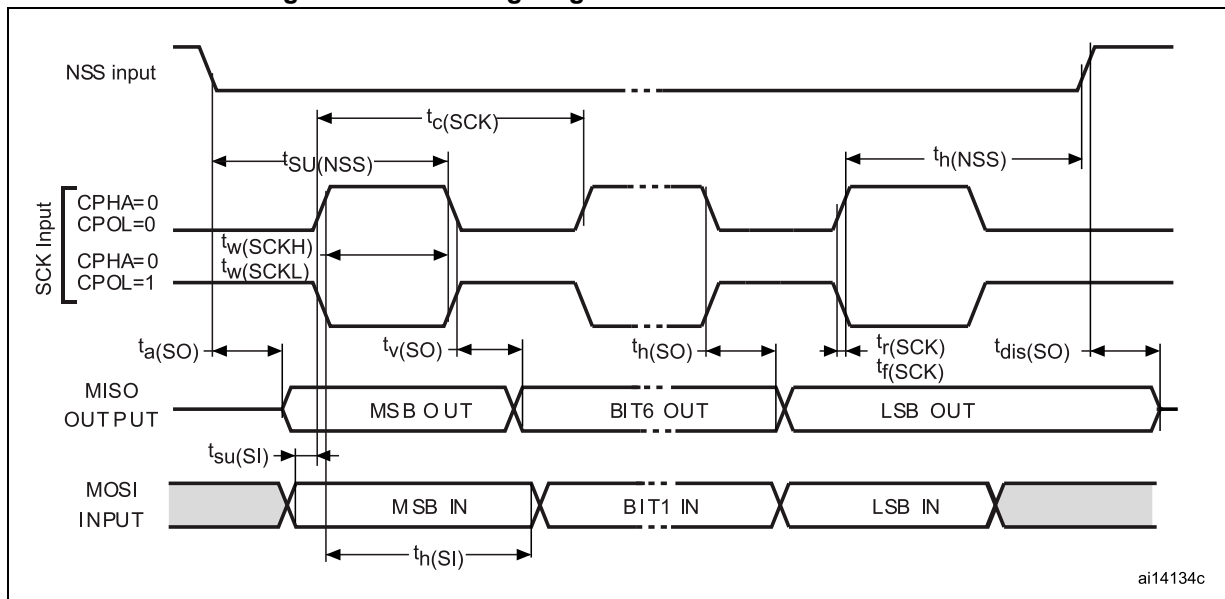 NSS input
tc(SCK)
tSU(NSS)
th(NSS)
SCK Input
CPHA=0
CPOL=0
tw(SCKH)
CPHA=0
tw(SCKL)
CPOL=1
ta(SO)
tv(SO)
th(SO)
tr(SCK)
tf(SCK)
tdis(SO)
MISO
OUTPUT
MSB OUT
BIT6 OUT
LSB OUT
tsu(SI)
MOSI
INPUT
MSB IN
BIT1 IN
LSB IN
th(SI)
ai14134c